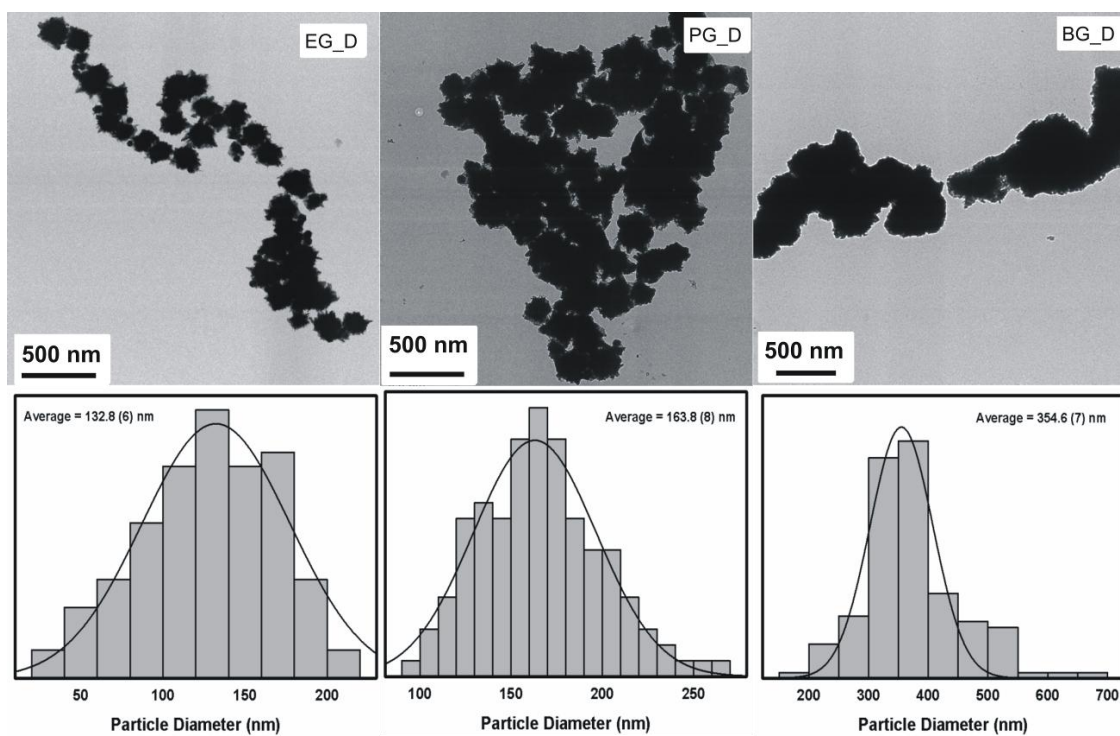 EG_D
PG_D
BG_D
500 nm
500 nm
500 nm
Average = 132.8 (6) nm
50
100
150
200
Particle Diameter (nm)
Average = 163.8 (8) nm
100
150
200
250
Particle Diameter (nm)
Average = 354.6 (7) nm
200
300
400
500
600
700
Particle Diameter (nm)